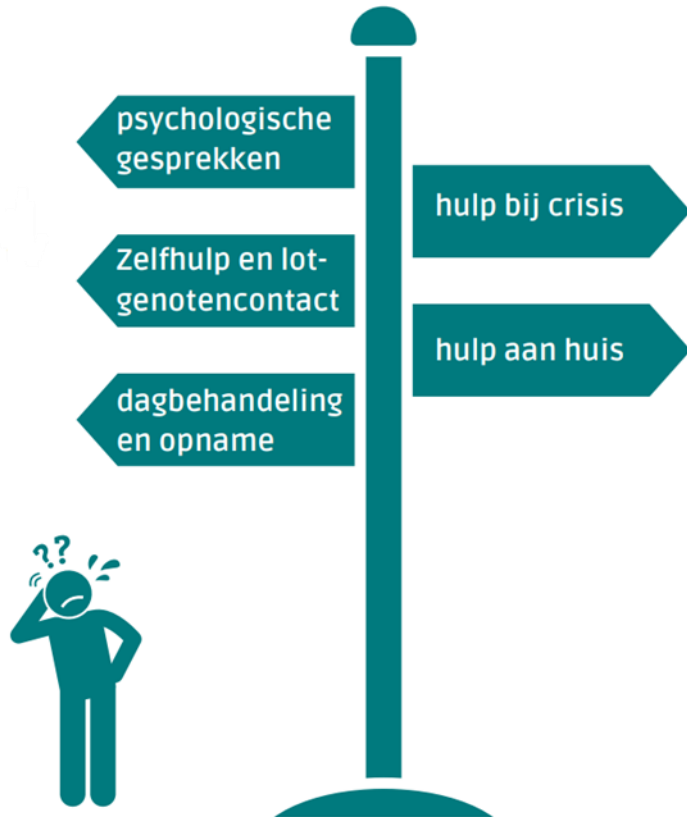 psychologische
gesprekken
hulp bij crisis
Zelfhulp en lot-
genotencontact
hulp aan huis
dagbehandeling
en opname
??